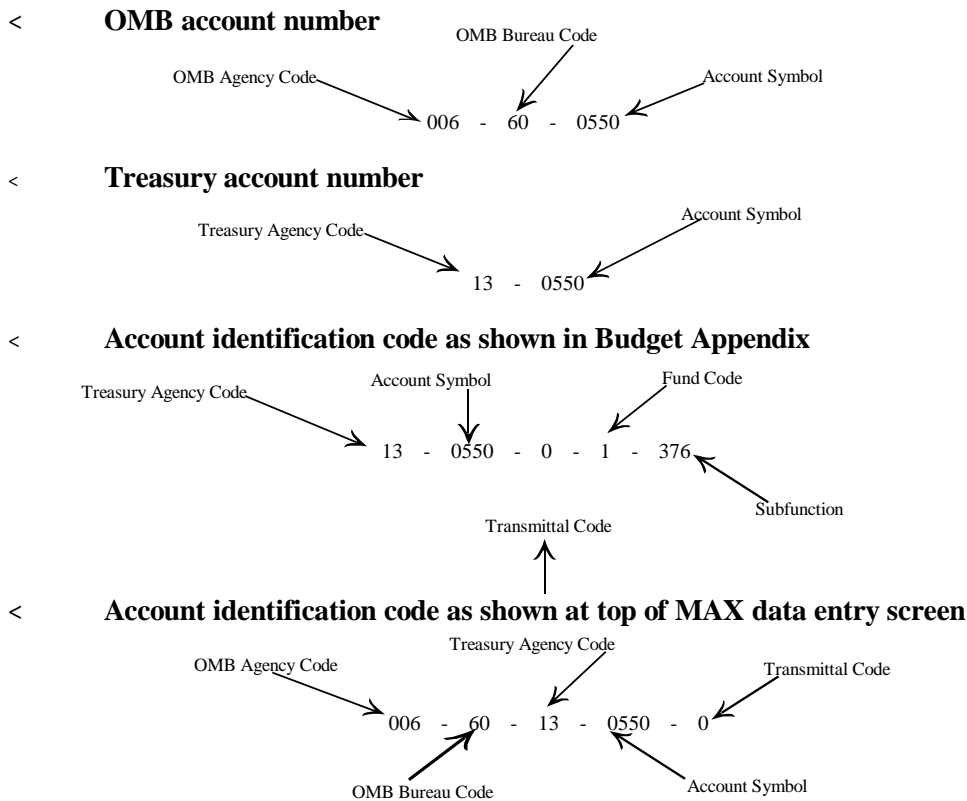 < OMB account number
OMB Bureau Code
OMB Agency Code Account Symbol
006 - 60 - 0550
< Treasury account number
Account Symbol
Treasury Agency Code
13 - 0550
< Account identification code as shown in Budget Appendix
Account Symbol Fund Code
Treasury Agency Code
13 - 0550 - 0 - 1 - 376
Subfunction
Transmittal Code
< Account identification code as shown at top of MAX data entry screen
Treasury Agency Code
OMB Agency Code Transmittal Code
006 - 60 - 13 - 0550 - 0
OMB Bureau Code Account Symbol